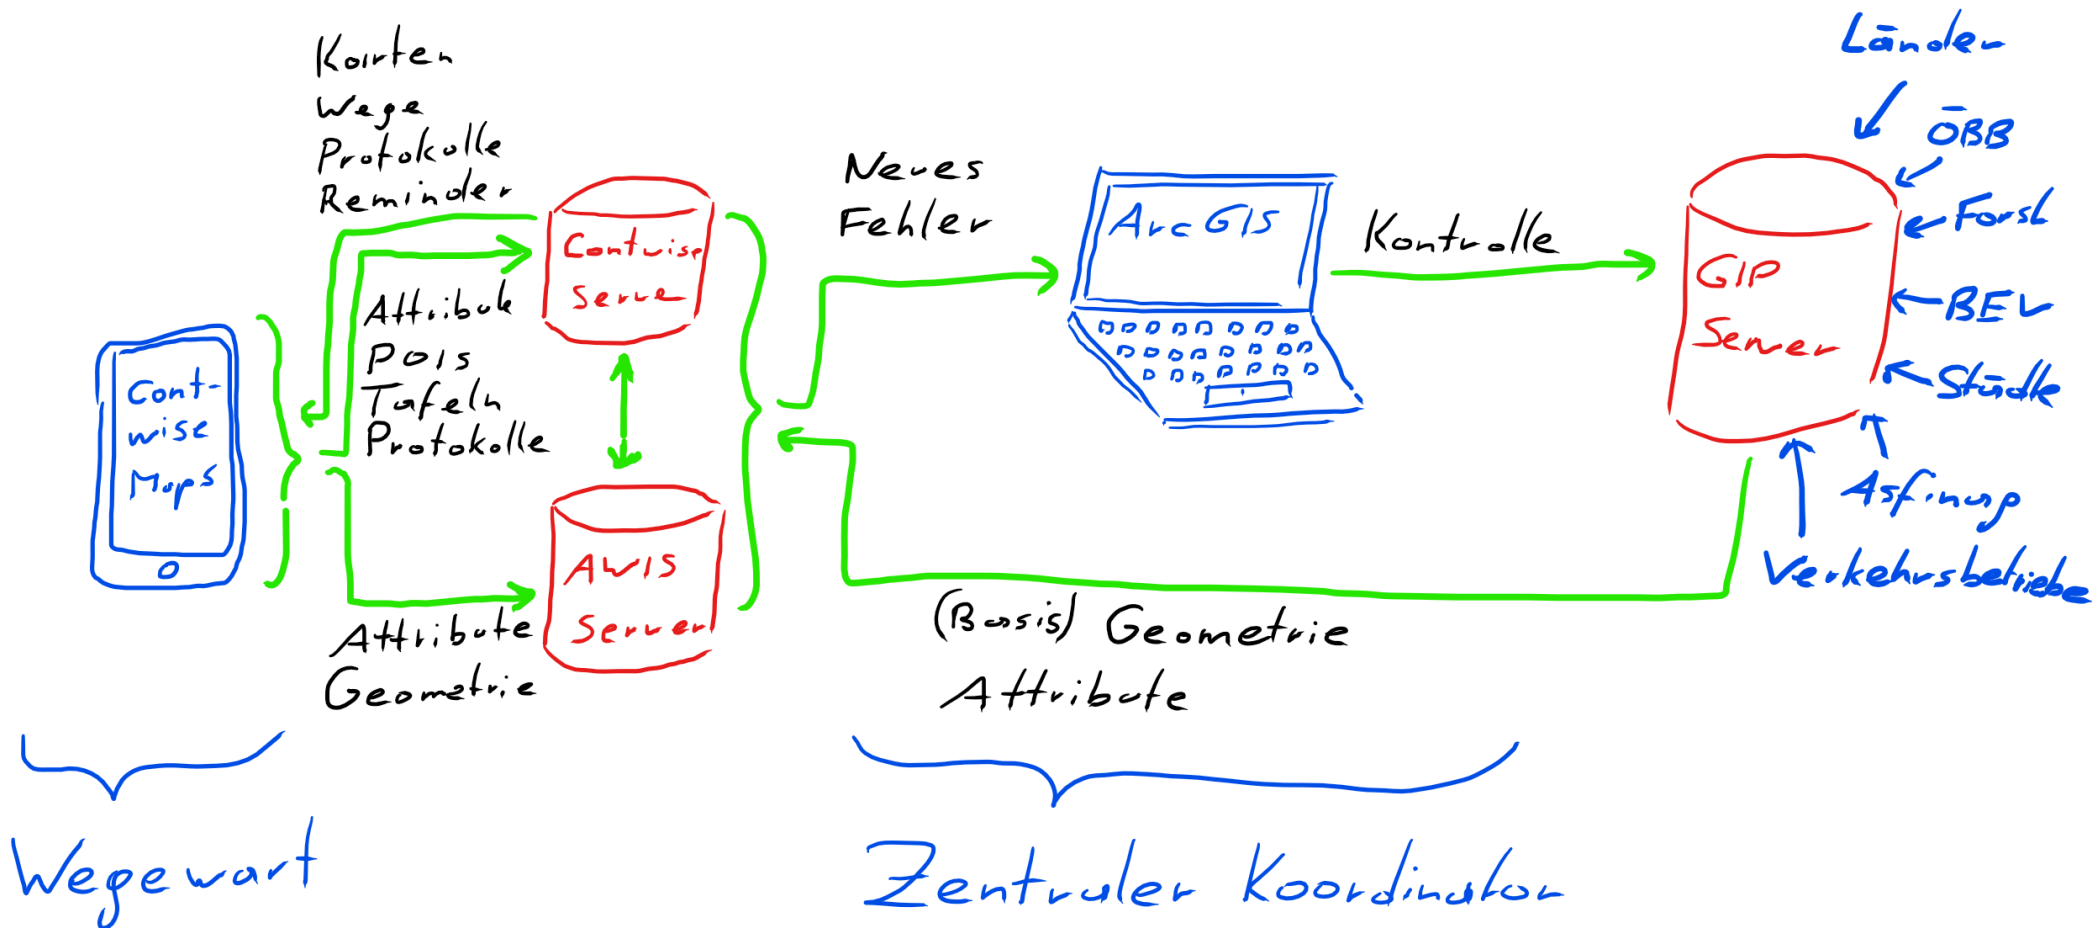 Karten
Wege
Protokolle
Reminder
Contwise
Server
Attribute
POIs
Tafeln
Protokolle
Cont-
wise
Maps
AWIS
Server
Attribute
Geometrie
Neues
Fehler
ArcGIS
Kontrolle
GIP
Server
Länder
ÖBB
Forst
BEV
Städte
Asfinag
Verkehrsbetriebe
(Basis) Geometrie
Attribute
Wegewart
Zentraler Koordinator